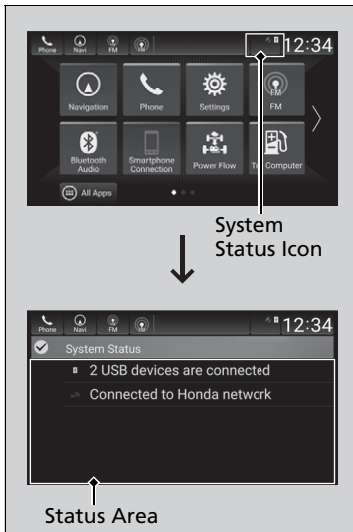 Phone Navi FM 12:34
Navigation Phone Settings FM
Bluetooth Smartphone Power Flow Computer
Audio Connection
All Apps
System
Status Icon
Phone Navi FM 12:34
System Status
2 USB devices are connected
Connected to Honda network
Status Area